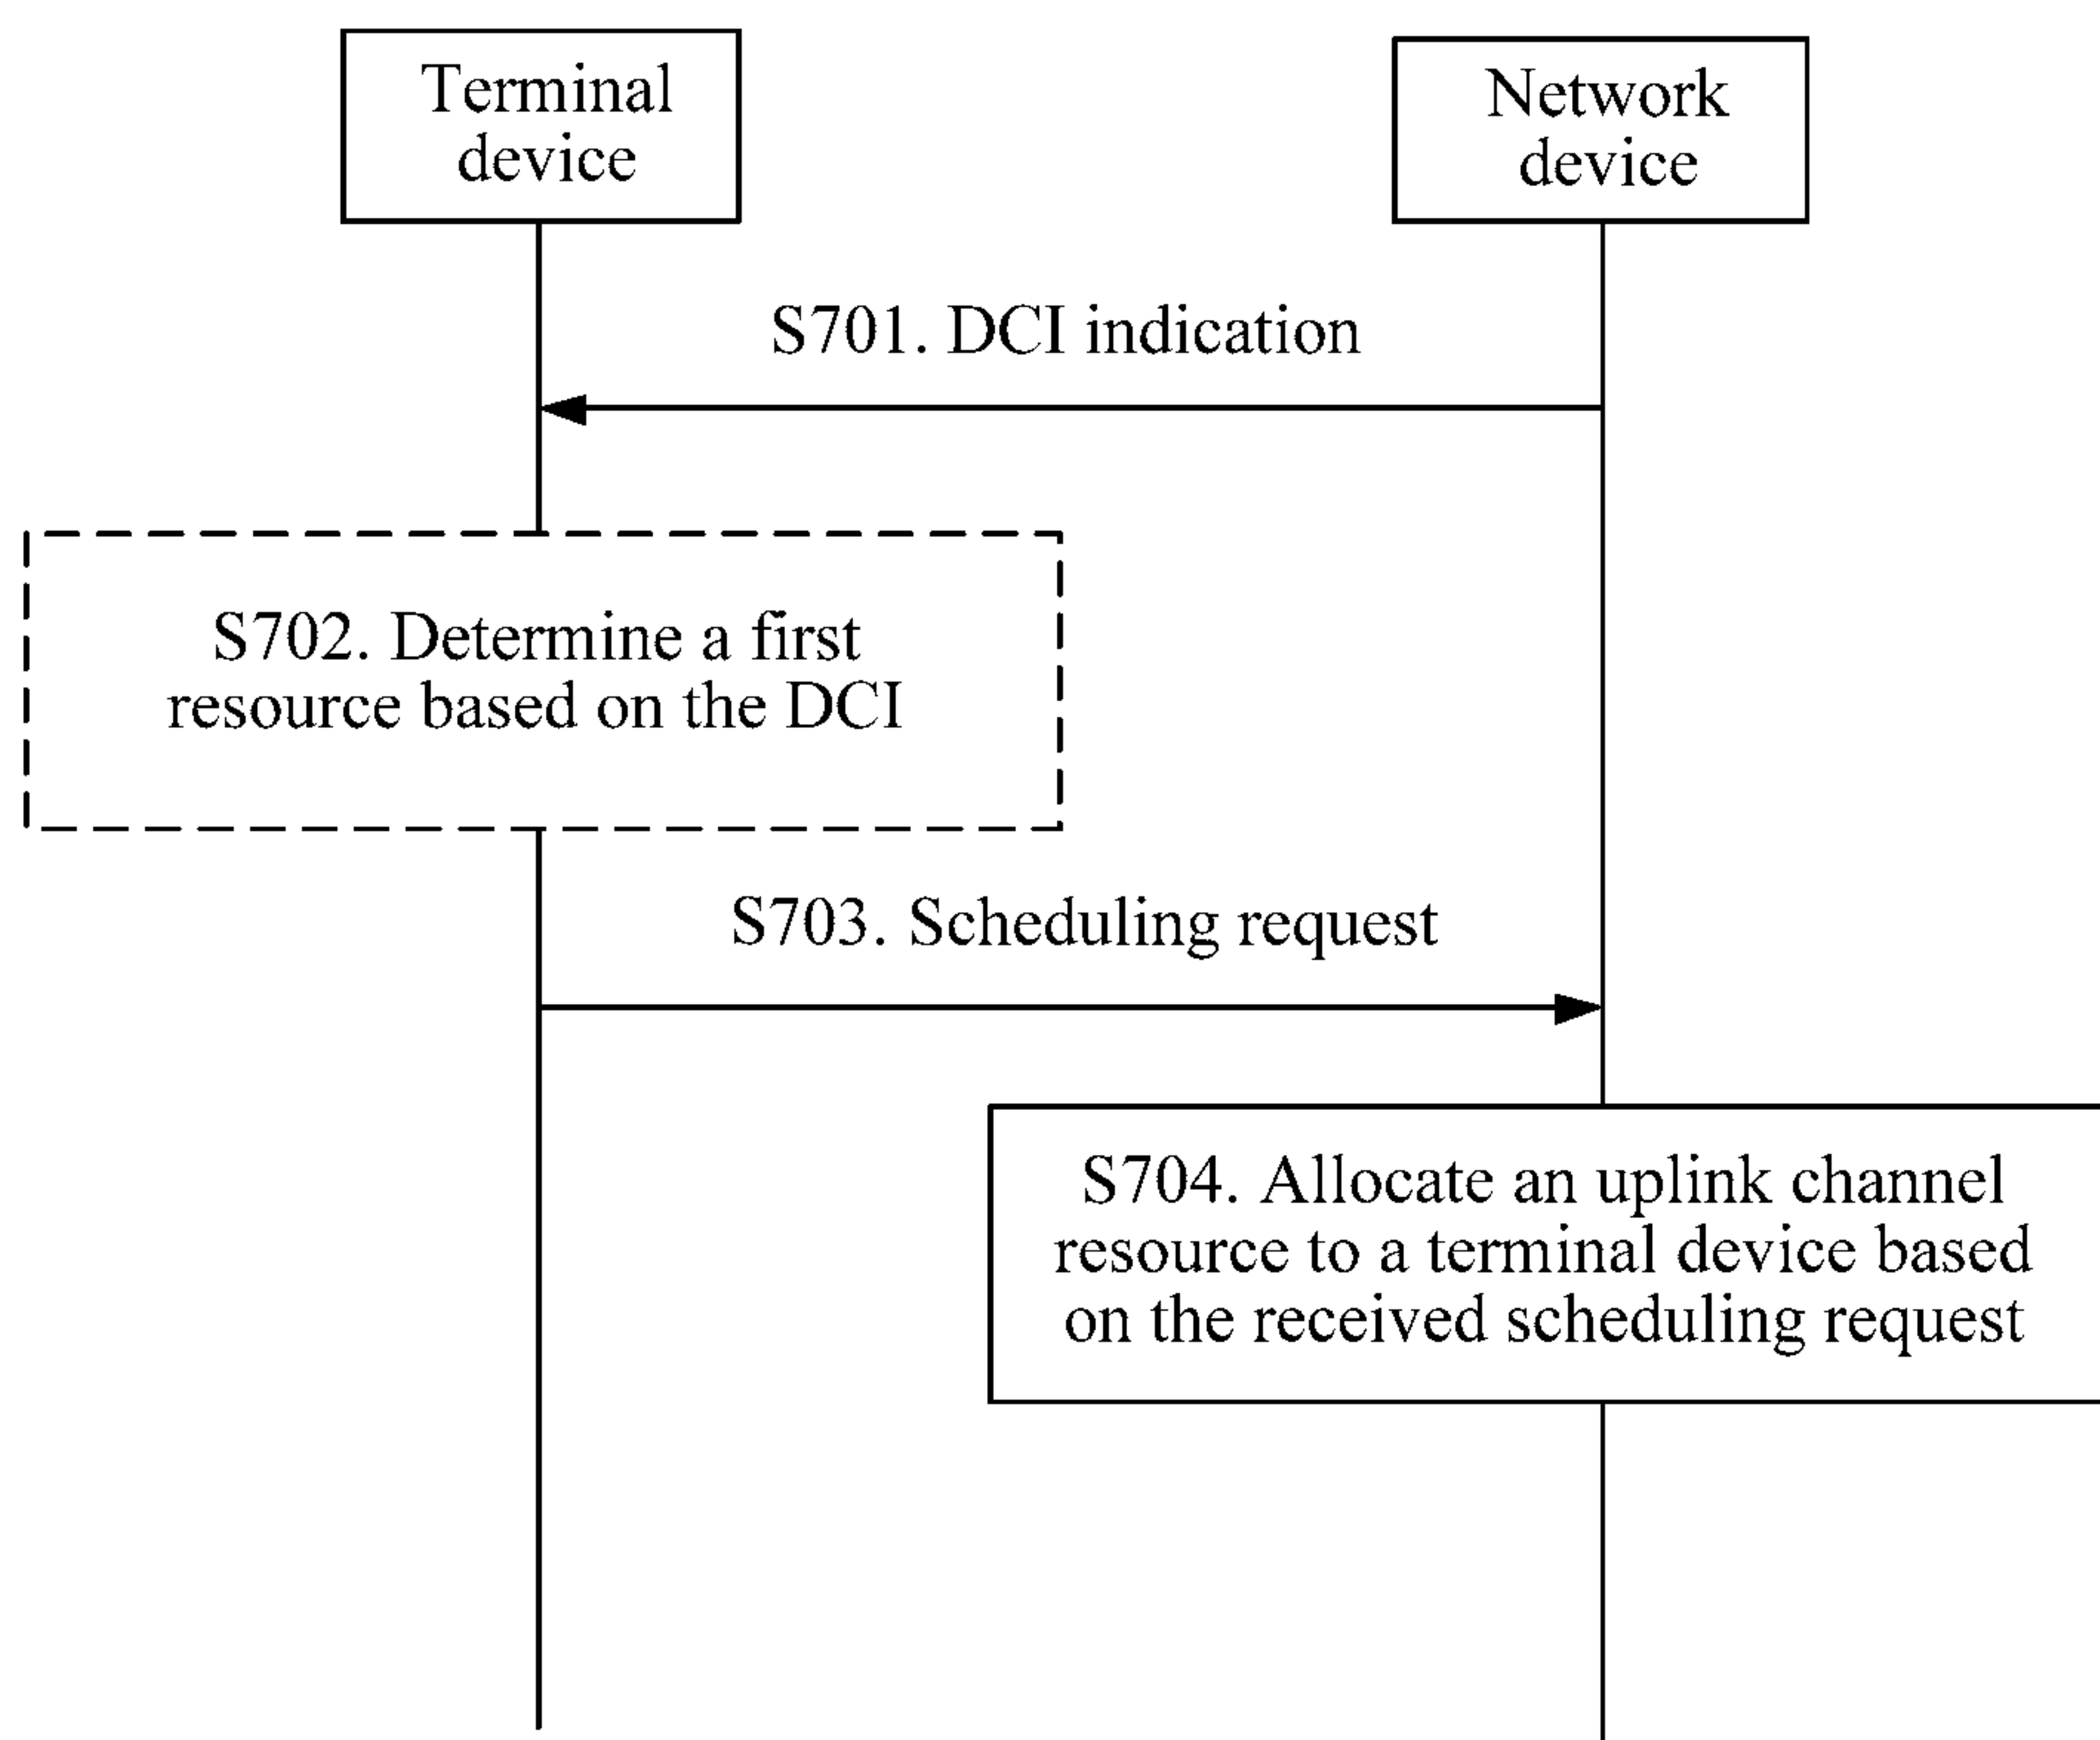 Terminal
device
Network
device
S701. DCI indication
S702. Determine a first
resource based on the DCI
S703. Scheduling request
S704. Allocate an uplink channel
resource to a terminal device based
on the received scheduling request